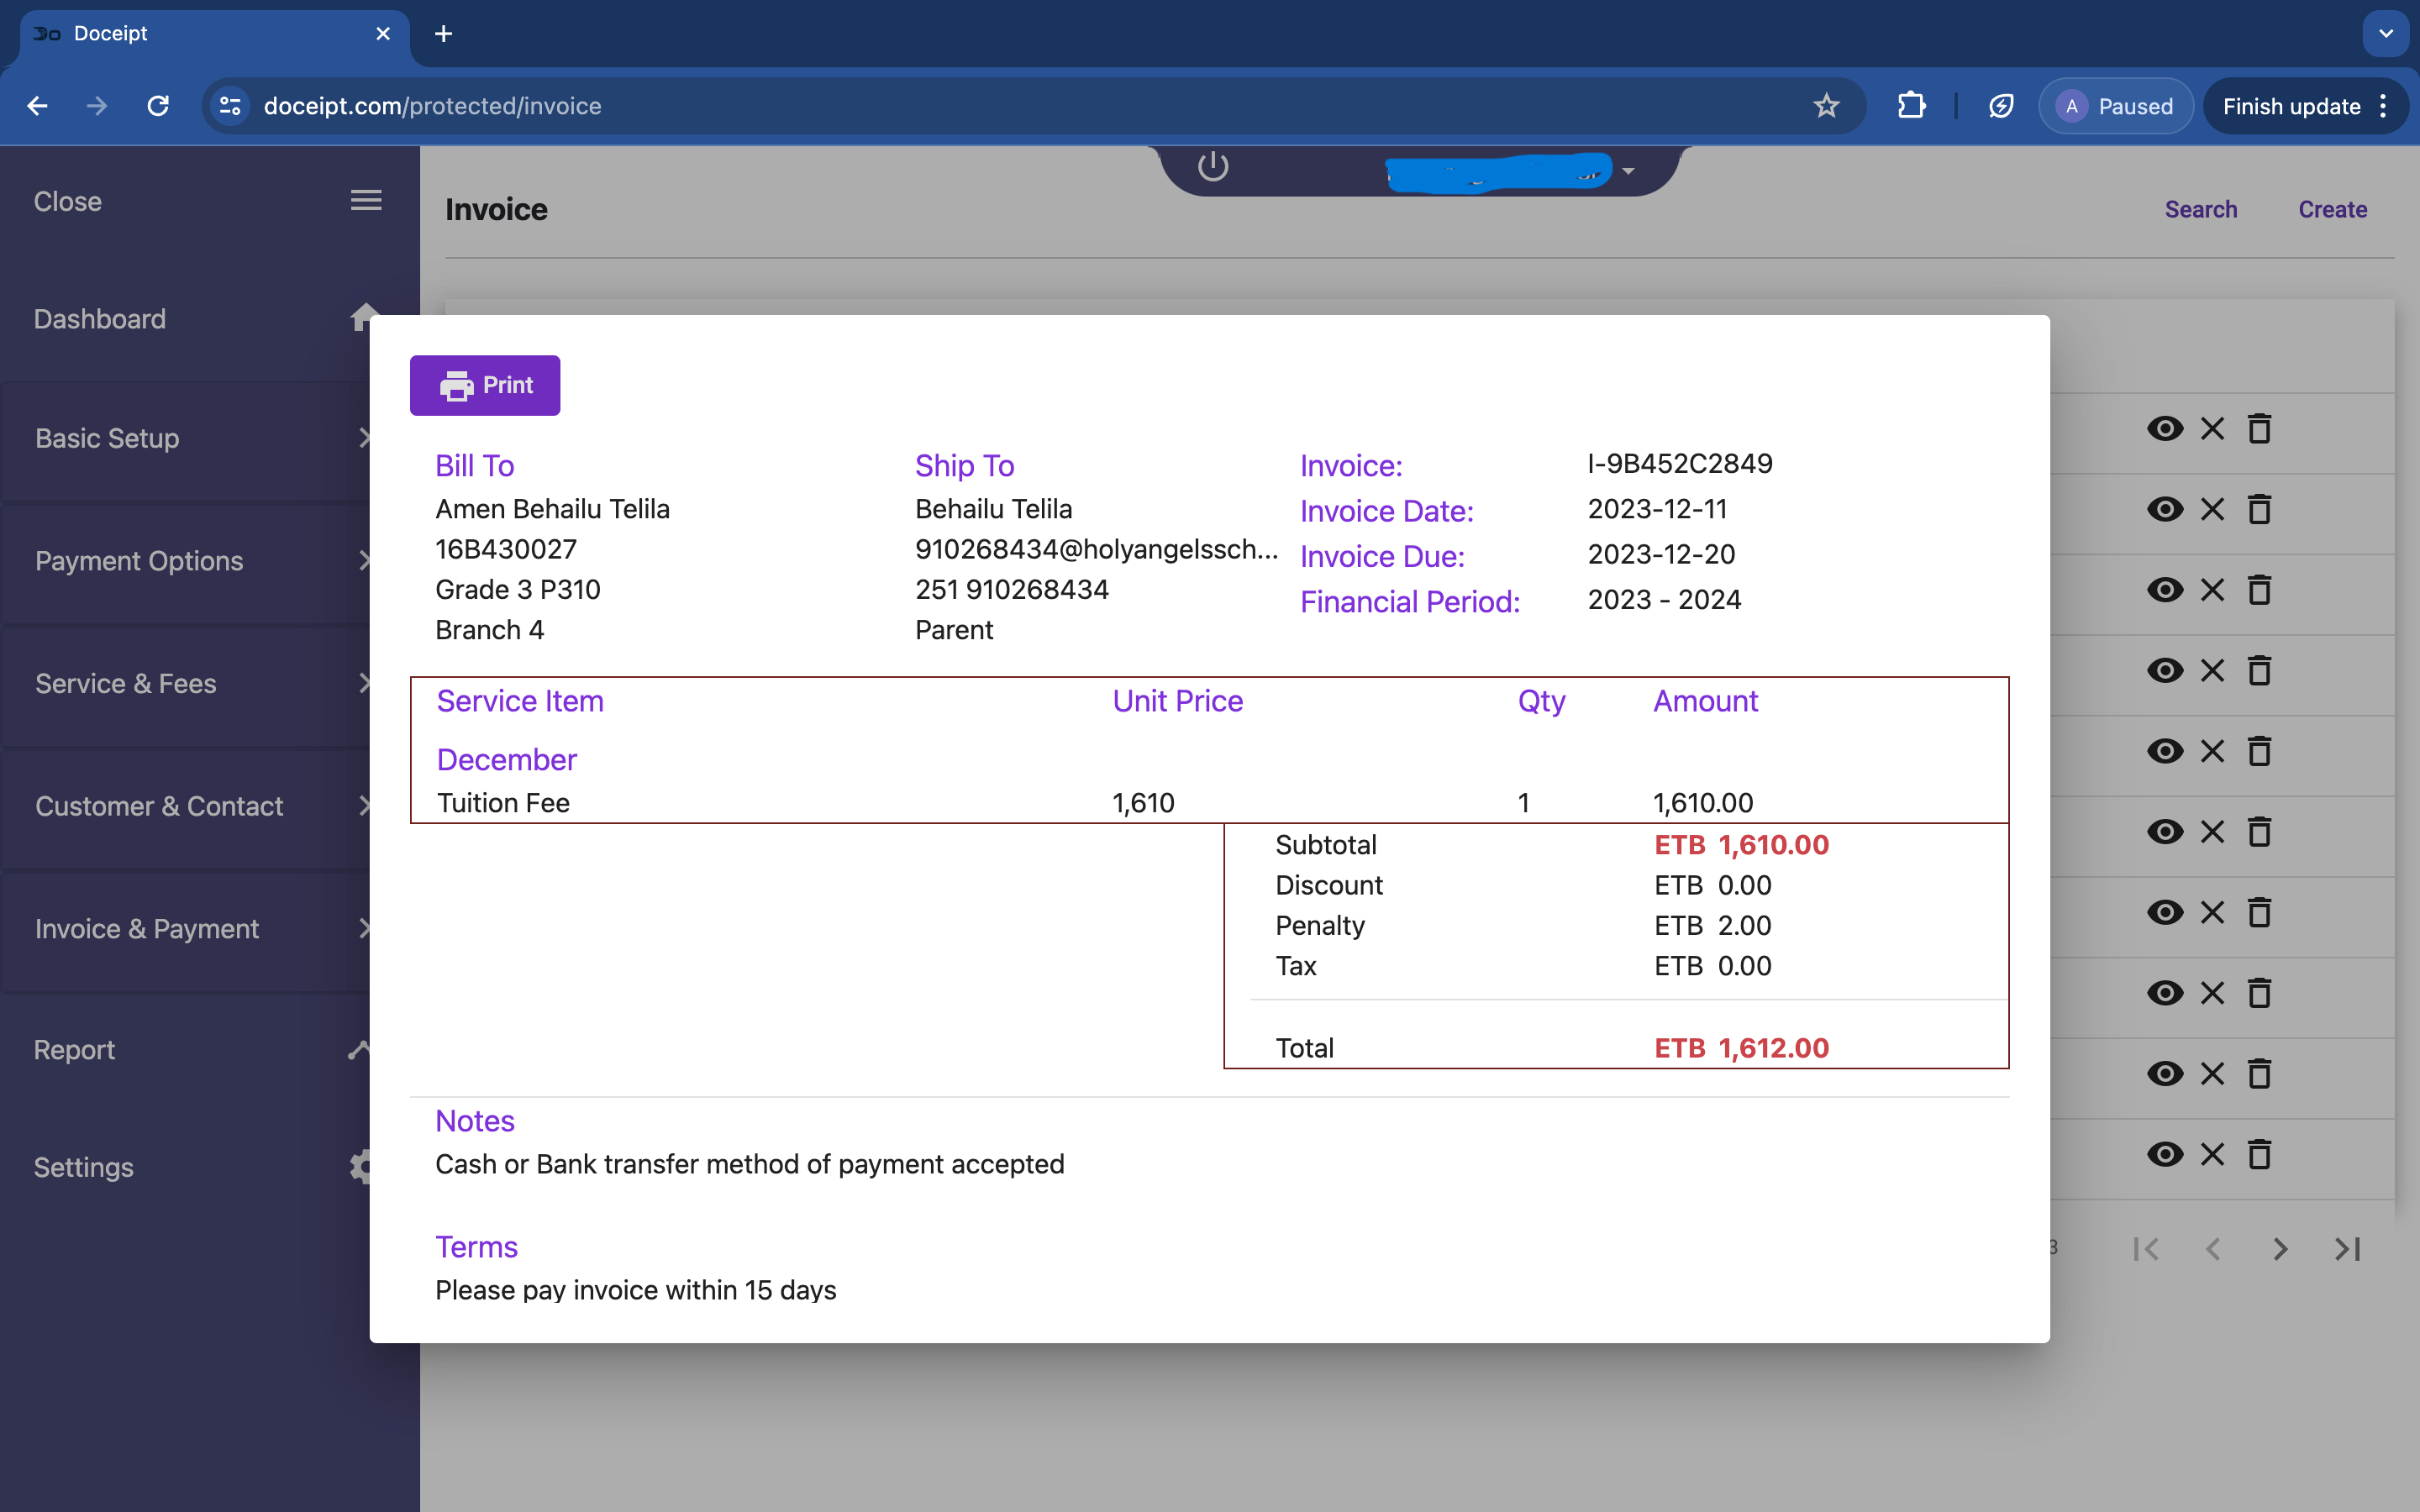 Doceipt
doceipt.com/protected/invoice
A Paused
Finish update
Close
Invoice
Search
Create
Dashboard
Basic Setup
Payment Options
Service & Fees
Customer & Contact
Invoice & Payment
Report
Settings
Print
Bill To
Amen Behailu Telila
16B430027
Grade 3 P310
Branch 4
Ship To
Behailu Telila
910268434@holyangelssch...
251 910268434
Parent
Invoice: I-9B452C2849
Invoice Date: 2023-12-11
Invoice Due: 2023-12-20
Financial Period: 2023 - 2024
Service Item Unit Price Qty Amount
December
Tuition Fee 1,610 1 1,610.00
Subtotal ETB 1,610.00
Discount ETB 0.00
Penalty ETB 2.00
Tax ETB 0.00
Total ETB 1,612.00
Notes
Cash or Bank transfer method of payment accepted
Terms
Please pay invoice within 15 days